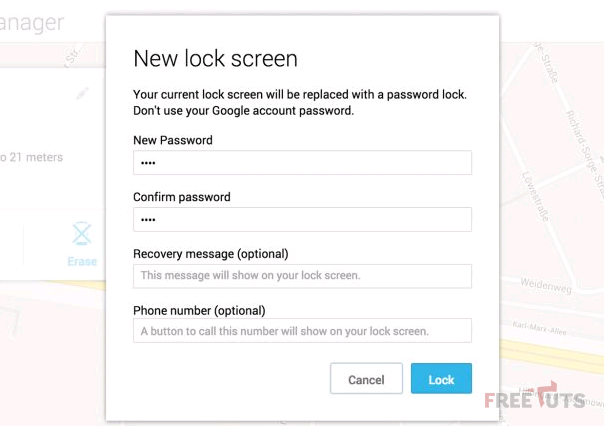 anager
New lock screen
Your current lock screen will be replaced with a password lock.
Don't use your Google account password.
New Password
••••
Confirm password
••••
Recovery message (optional)
This message will show on your lock screen.
Phone number (optional)
A button to call this number will show on your lock screen.
Cancel
Lock
o 21 meters
Erase
Richard-Sorge-Straße
Löwestraße
Weidenweg
Karl-Marx-Allee
FREETUTS